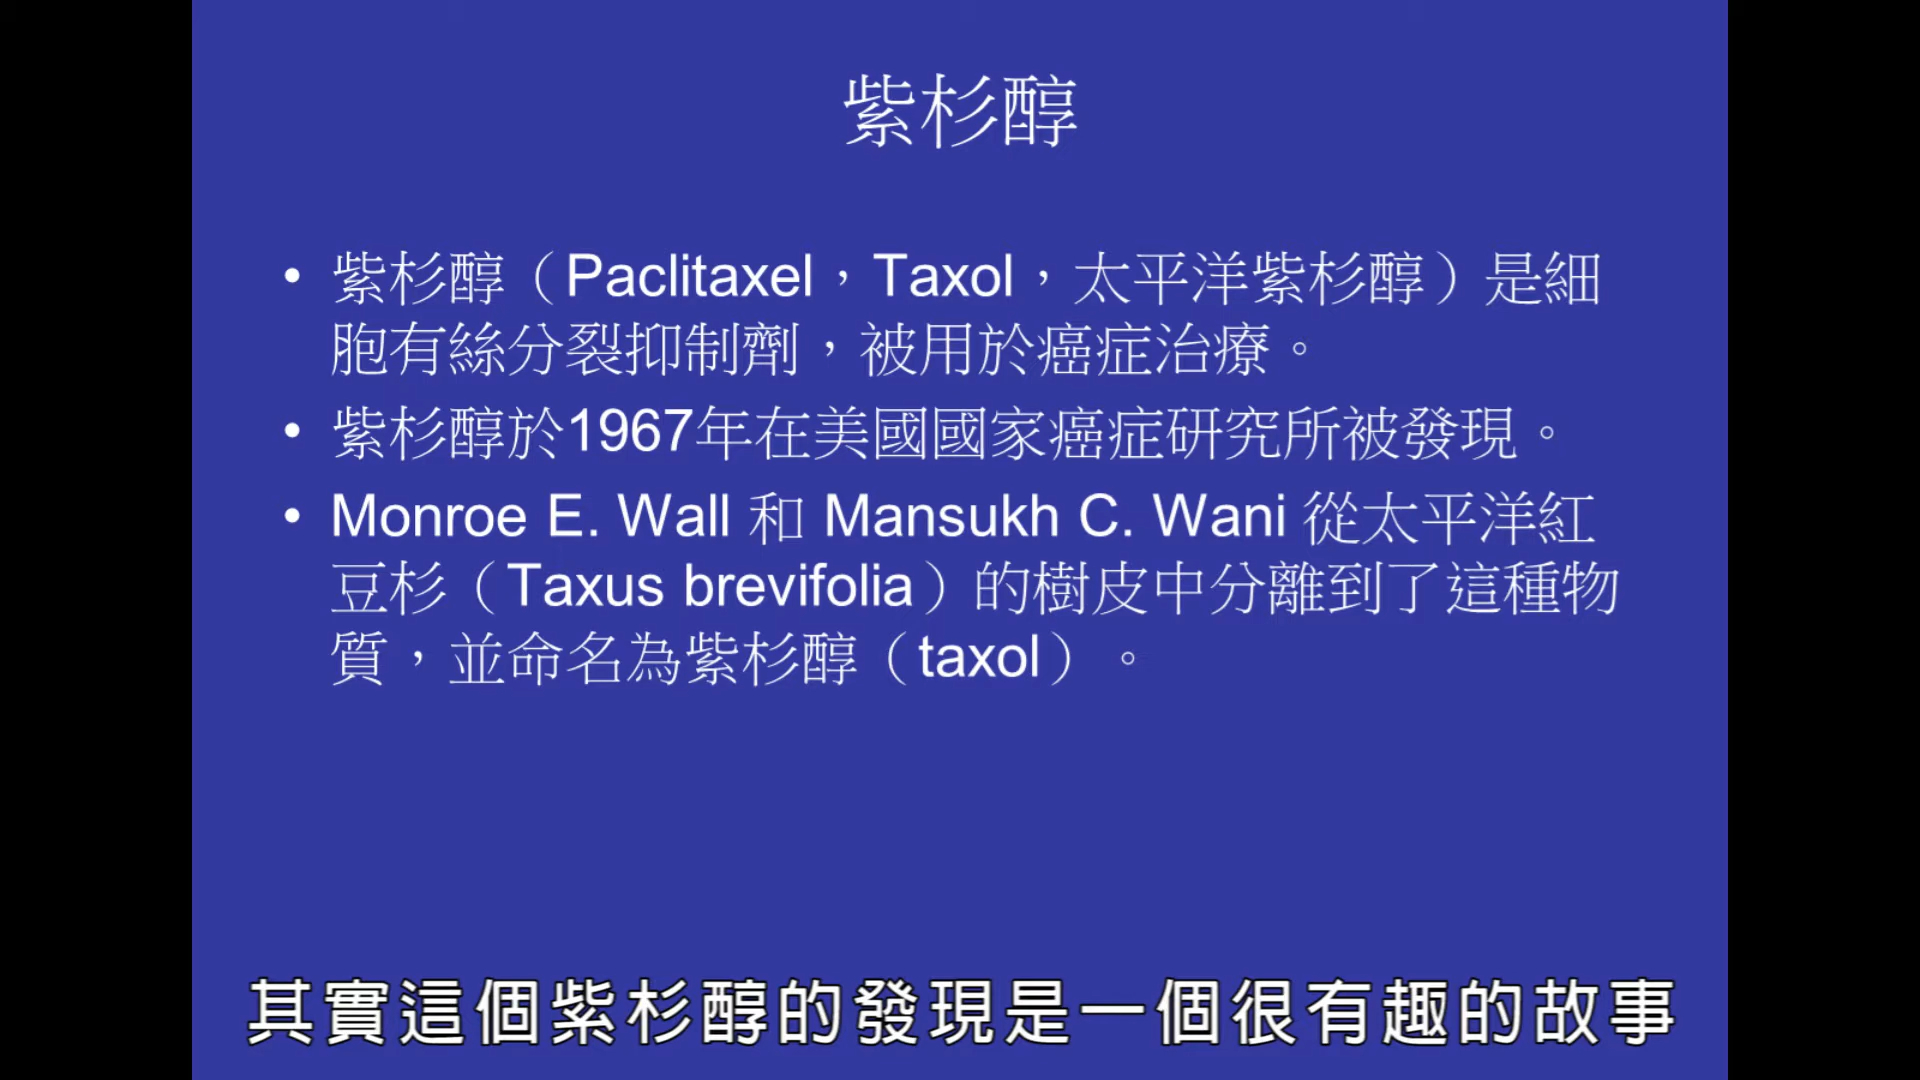 紫杉醇
• 紫杉醇（Paclitaxel，Taxol，太平洋紫杉醇）是細
胞有絲分裂抑制劑，被用於癌症治療。
• 紫杉醇於1967年在美國國家癌症研究所被發現。
• Monroe E. Wall 和 Mansukh C. Wani 從太平洋紅
豆杉（Taxus brevifolia）的樹皮中分離到了這種物
質，並命名為紫杉醇（taxol）。
其實這個紫杉醇的發現是一個很有趣的故事